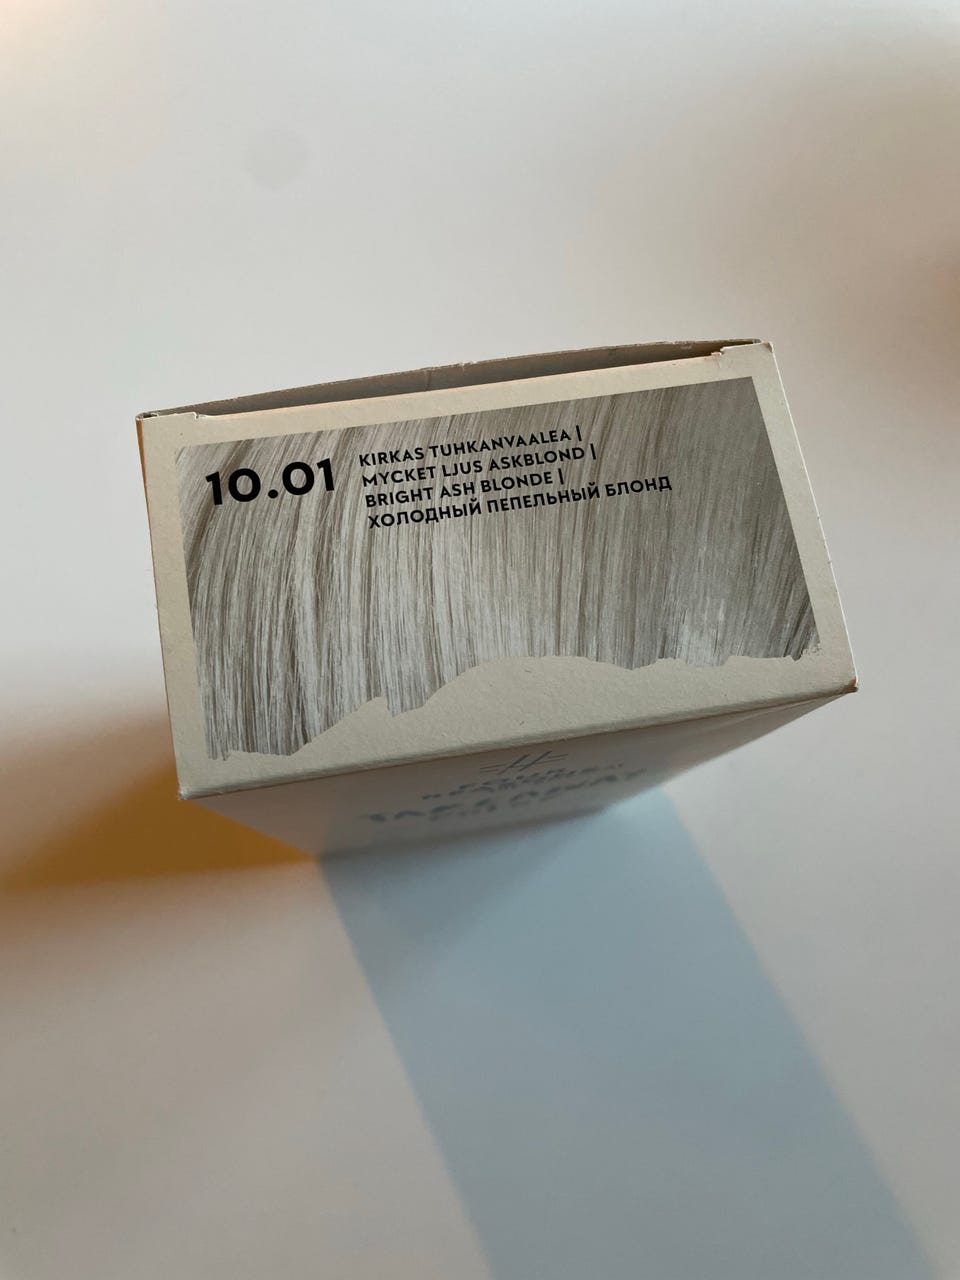 10.01
KIRKAS TUHKANVAALEA |
MYCKET LJUS ASKBLOND |
BRIGHT ASH BLONDE |
ХОЛОДНЫЙ ПЕПЕЛЬНЫЙ БЛОНД